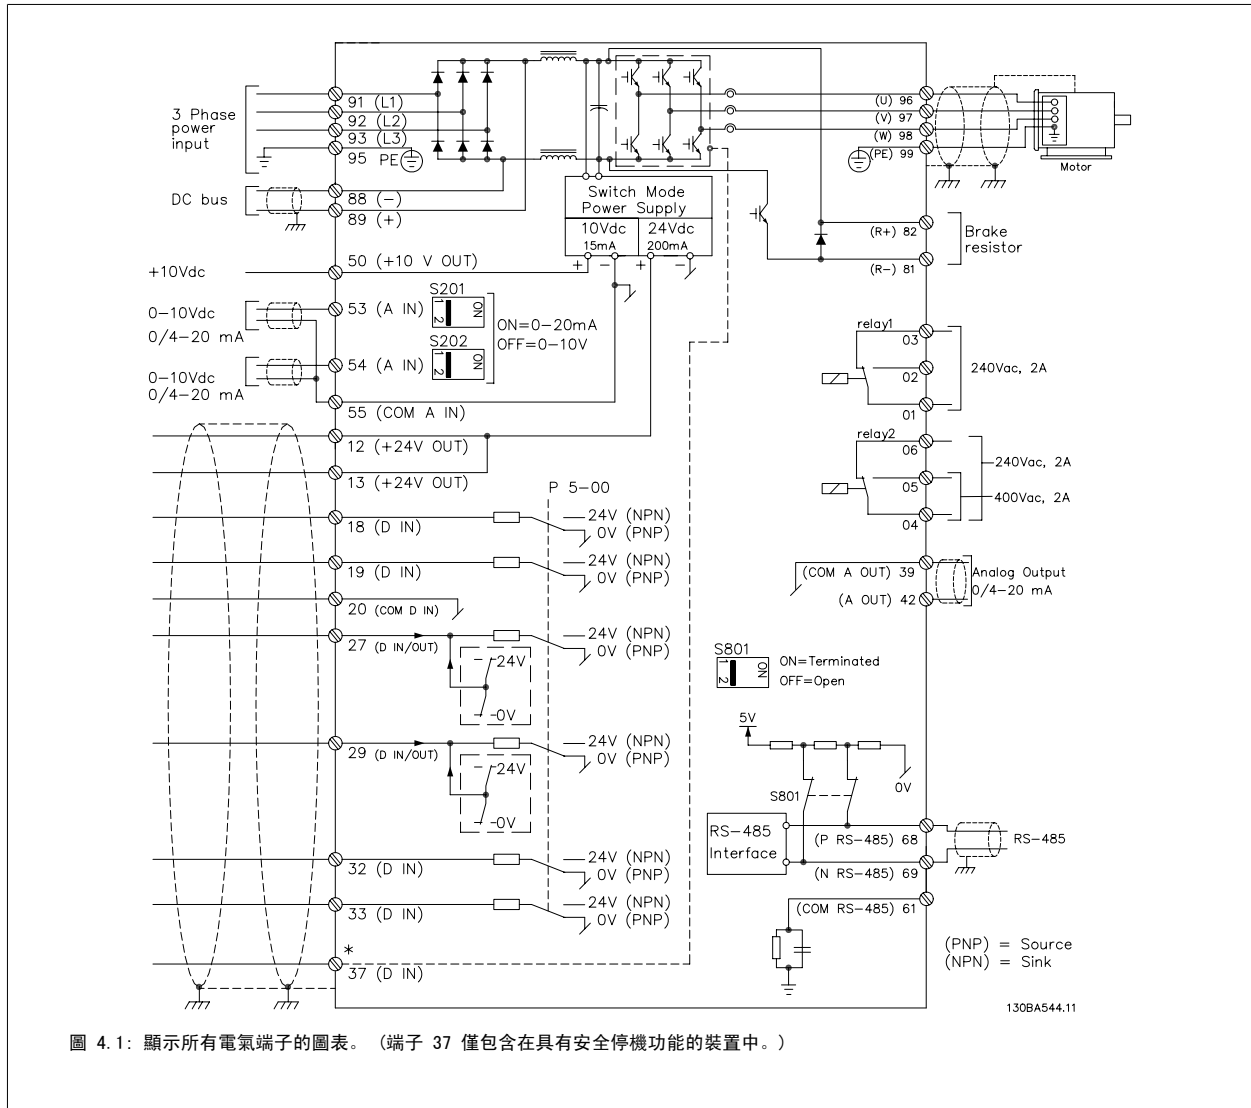 3 Phase
power
input
91 (L1)
92 (L2)
93 (L3)
95 PE
DC bus
88 (-)
89 (+)
+10Vdc
50 (+10 V OUT)
0-10Vdc
0/4-20 mA
53 (A IN)
S201
1 2
ON
ON=0-20mA
OFF=0-10V
S202
1 2
ON
0-10Vdc
0/4-20 mA
54 (A IN)
55 (COM A IN)
12 (+24V OUT)
13 (+24V OUT)
P 5-00
18 (D IN)
24V (NPN)
0V (PNP)
19 (D IN)
24V (NPN)
0V (PNP)
20 (COM D IN)
27 (D IN/OUT)
24V (NPN)
0V (PNP)
24V
0V
29 (D IN/OUT)
24V (NPN)
0V (PNP)
24V
0V
32 (D IN)
24V (NPN)
0V (PNP)
33 (D IN)
24V (NPN)
0V (PNP)
*
37 (D IN)
Switch Mode
Power Supply
10Vdc
15mA
24Vdc
200mA
+ - + -
(U) 96
(V) 97
(W) 98
(PE) 99
Motor
(R+) 82
Brake
resistor
(R-) 81
relay1
03
02
240Vac, 2A
01
relay2
06
240Vac, 2A
05
400Vac, 2A
04
(COM A OUT) 39
Analog Output
0/4-20 mA
(A OUT) 42
S801
1 2
ON
ON=Terminated
OFF=Open
5V
S801
0V
RS-485
Interface
(P RS-485) 68
RS-485
(N RS-485) 69
(COM RS-485) 61
(PNP) = Source
(NPN) = Sink
130BA544.11
圖 4.1: 顯示所有電氣端子的圖表。 (端子 37 僅包含在具有安全停機功能的裝置中。)